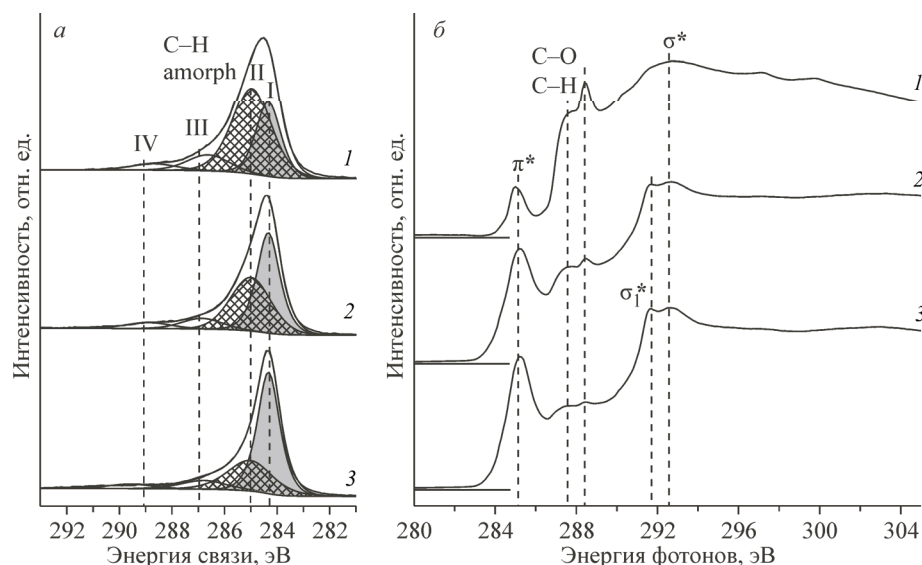 а
C–H
amorph
II
I
III
IV
1
2
3
Интенсивность, отн. ед.
292 290 288 286 284 282
Энергия связи, эВ
б
C–O
C–H
π*
σ*
σ1*
1
2
3
Интенсивность, отн. ед.
280 284 288 292 296 300 304
Энергия фотонов, эВ